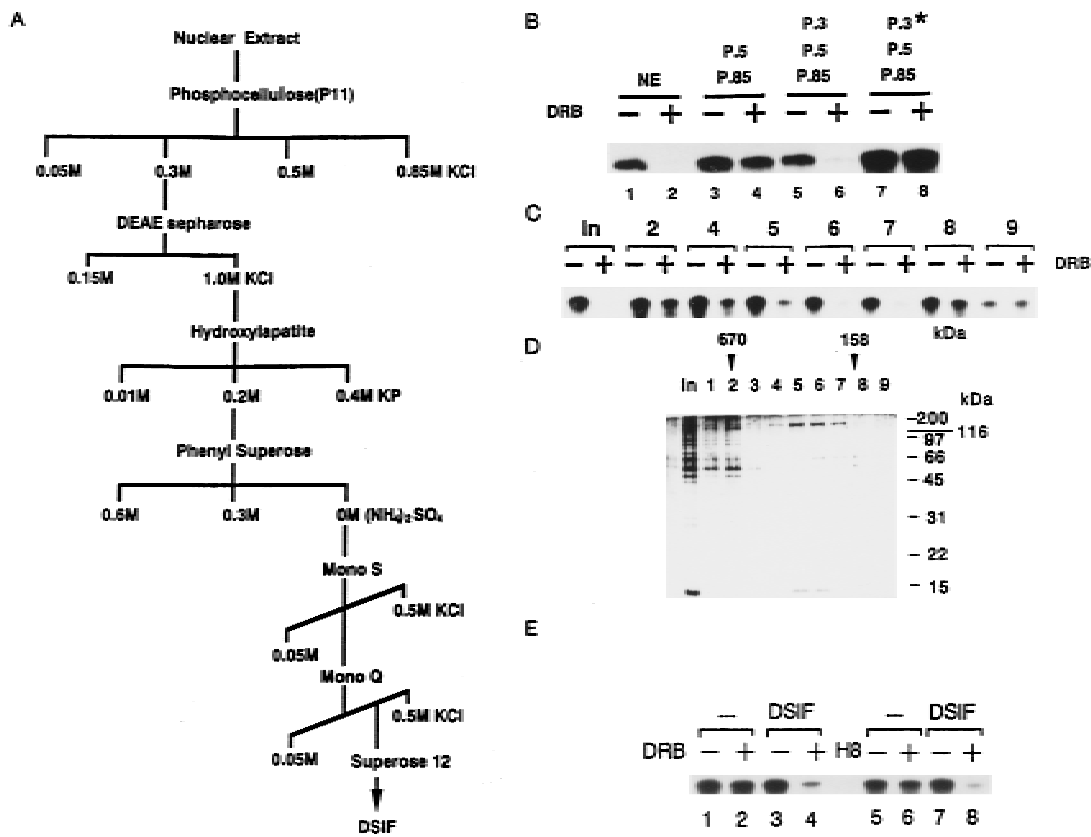 A
Nuclear Extract
Phosphocellulose(P11)
0.05M 0.3M 0.5M 0.85M KCl
DEAE sepharose
0.15M 1.0M KCl
Hydroxylapatite
0.01M 0.2M 0.4M KP
Phenyl Superose
0.6M 0.3M 0M (NH₄)₂SO₄
Mono S
0.5M KCl
0.05M
Mono Q
0.5M KCl
0.05M
Superose 12
DSIF
B
P.3 P.3*
P.5 P.5 P.5
NE P.85 P.85 P.85
DRB − + − + − + − +
1 2 3 4 5 6 7 8
C
In 2 4 5 6 7 8 9
− + − + − + − + − + − + − + − + DRB
kDa
D
670 158
In 1 2 3 4 5 6 7 8 9
kDa
– 200
116
– 97
– 66
– 45
– 31
– 22
– 15
E
− DSIF − DSIF
DRB − + − + H8 − + − +
1 2 3 4 5 6 7 8